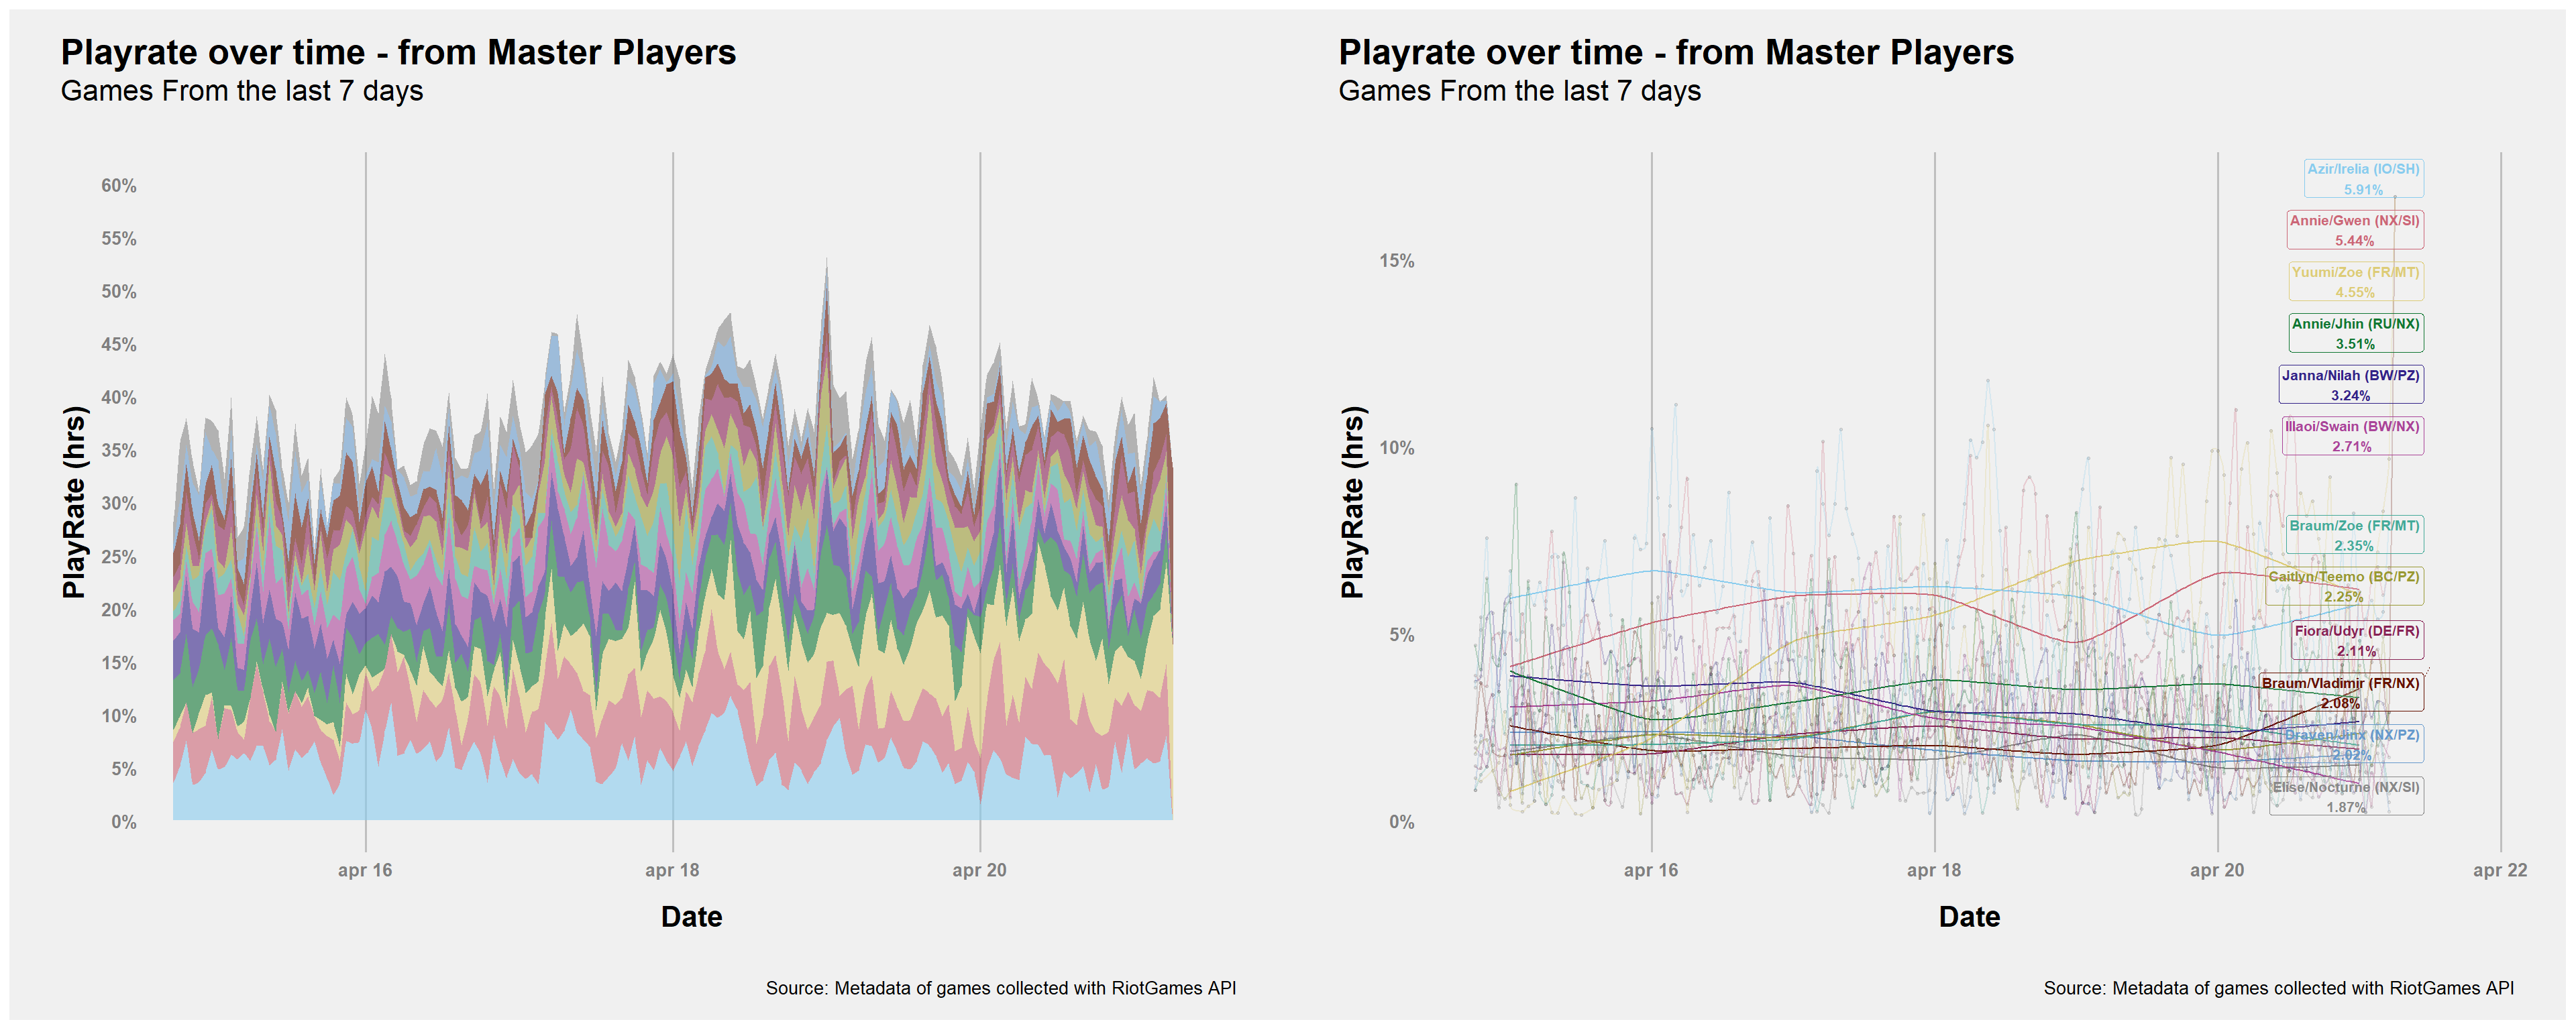 Playrate over time - from Master Players
Games From the last 7 days
PlayRate (hrs)
60%
55%
50%
45%
40%
35%
30%
25%
20%
15%
10%
5%
0%
apr 16
apr 18
apr 20
Date
Source: Metadata of games collected with RiotGames API
Playrate over time - from Master Players
Games From the last 7 days
PlayRate (hrs)
15%
10%
5%
0%
Azir/Irelia (IO/SH)
5.91%
Annie/Gwen (NX/SI)
5.44%
Yuumi/Zoe (FR/MT)
4.55%
Annie/Jhin (RU/NX)
3.51%
Janna/Nilah (BW/PZ)
3.24%
Illaoi/Swain (BW/NX)
2.71%
Braum/Zoe (FR/MT)
2.35%
Caitlyn/Teemo (BC/PZ)
2.25%
Fiora/Udyr (DE/FR)
2.11%
Braum/Vladimir (FR/NX)
2.08%
Draven/Jinx (NX/PZ)
2.02%
Elise/Nocturne (NX/SI)
1.87%
apr 16
apr 18
apr 20
apr 22
Date
Source: Metadata of games collected with RiotGames API